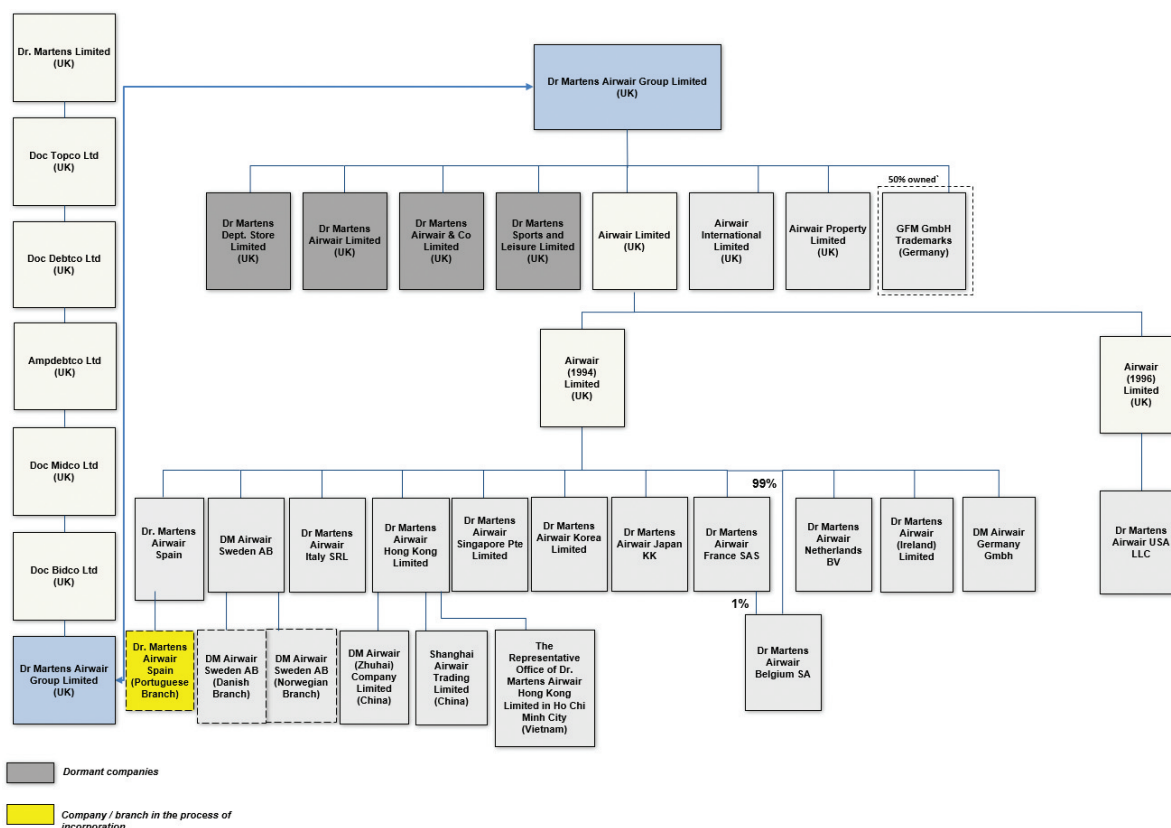 Dr. Martens Limited
(UK)
Doc Topco Ltd
(UK)
Doc Debtco Ltd
(UK)
Ampdebtco Ltd
(UK)
Doc Midco Ltd
(UK)
Doc Bidco Ltd
(UK)
Dr Martens Airwair
Group Limited
(UK)
Dr Martens Airwair Group Limited
(UK)
50% owned`
Dr Martens
Dept. Store
Limited
(UK)
Dr Martens
Airwair Limited
(UK)
Dr Martens
Airwair & Co
Limited
(UK)
Dr Martens
Sports and
Leisure Limited
(UK)
Airwair Limited
(UK)
Airwair
International
Limited
(UK)
Airwair Property
Limited
(UK)
GFM GmbH
Trademarks
(Germany)
Airwair
(1994)
Limited
(UK)
Airwair
(1996)
Limited
(UK)
99%
Dr. Martens
Airwair
Spain
DM Airwair
Sweden AB
Dr Martens
Airwair
Italy SRL
Dr Martens
Airwair
Hong Kong
Limited
Dr Martens
Airwair
Singapore Pte
Limited
Dr Martens
Airwair Korea
Limited
Dr Martens
Airwair Japan
KK
Dr Martens
Airwair
France SAS
Dr Martens
Airwair
Netherlands
BV
Dr Martens
Airwair
(Ireland)
Limited
DM Airwair
Germany
Gmbh
Dr Martens
Airwair USA
LLC
1%
Dr. Martens
Airwair
Spain
(Portuguese
Branch)
DM Airwair
Sweden AB
(Danish
Branch)
DM Airwair
Sweden AB
(Norwegian
Branch)
DM Airwair
(Zhuhai)
Company
Limited
(China)
Shanghai
Airwair
Trading
Limited
(China)
The
Representative
Office of Dr.
Martens Airwair
Hong Kong
Limited in Ho Chi
Minh City
(Vietnam)
Dr Martens
Airwair
Belgium SA
Dormant companies
Company / branch in the process of
incorporation